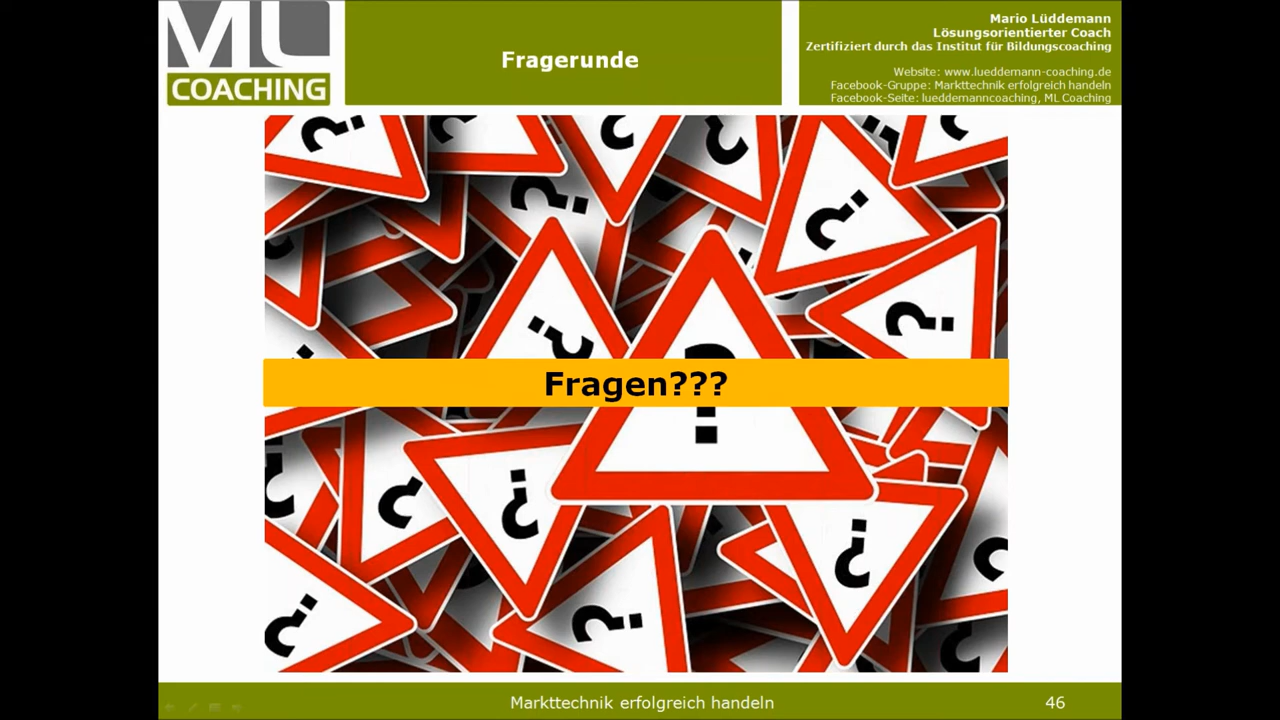 ML
COACHING
Fragerunde
Mario Lüddemann
Lösungsorientierter Coach
Zertifiziert durch das Institut für Bildungscoaching
Website: www.lueddemann-coaching.de
Facebook-Gruppe: Markttechnik erfolgreich handeln
Facebook-Seite: lueddemanncoaching, ML Coaching
Fragen???
Markttechnik erfolgreich handeln
46